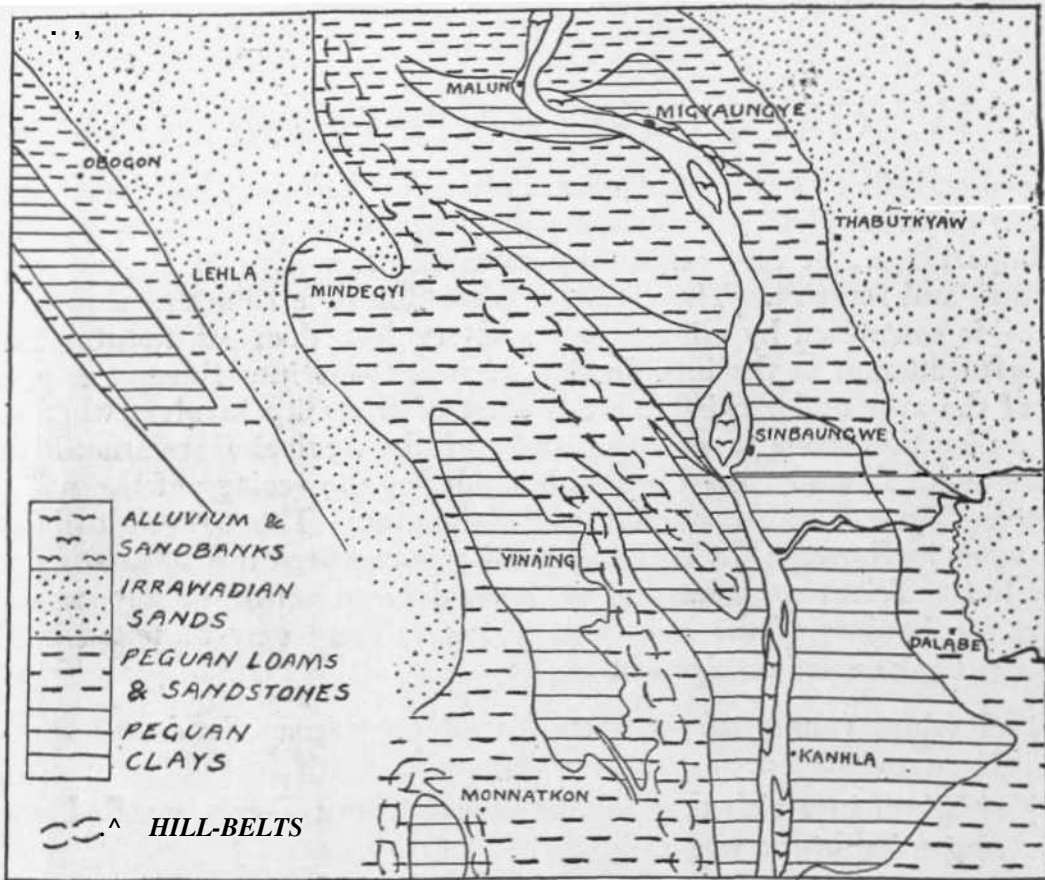 MALUN
MIGYAUNGYE
OBOGON
THABUTKYAW
LEHLA
MINDEGYI
SINBAUNGWE
YINAING
DALABE
KANHLA
MONNATKON
ALLUVIUM &
SANDBANKS
IRRAWADIAN
SANDS
PEGUAN LOAMS
& SANDSTONES
PEGUAN
CLAYS
HILL-BELTS